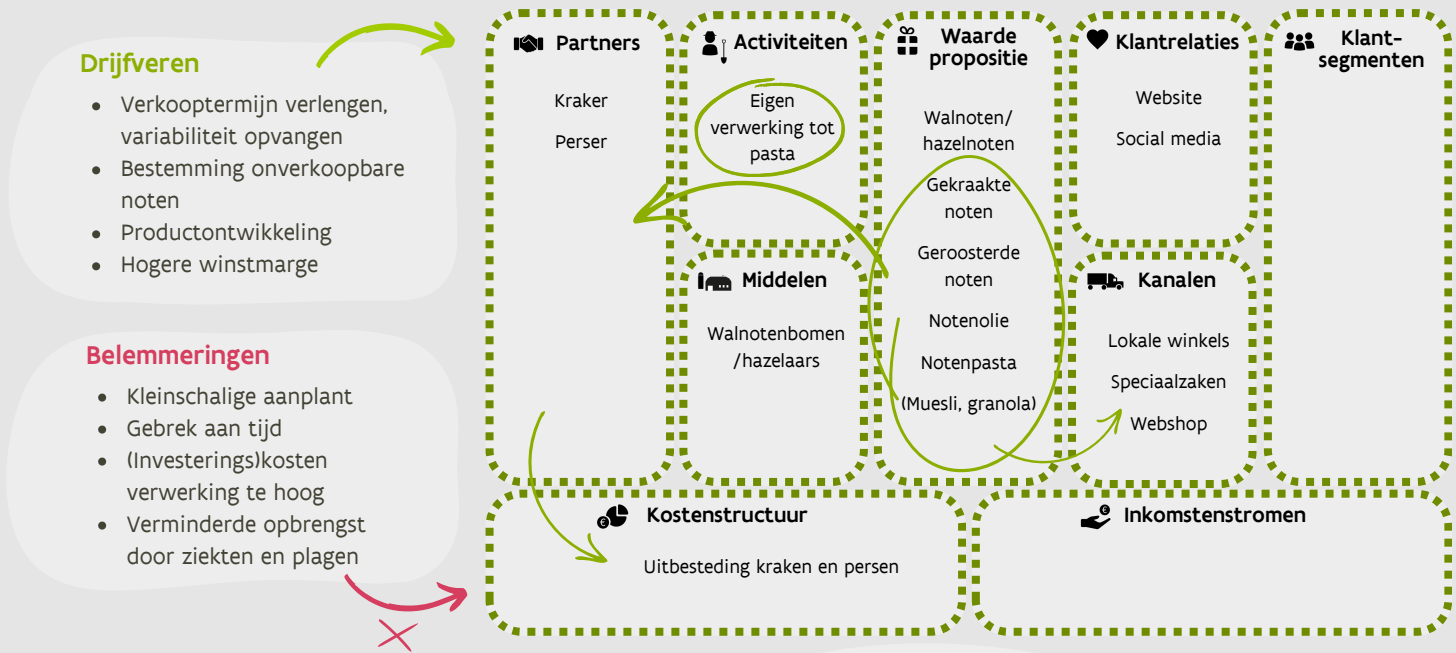 Drijfveren
• Verkooptermijn verlengen,
variabiliteit opvangen
• Bestemming onverkoopbare
noten
• Productontwikkeling
• Hogere winstmarge
Belemmeringen
• Kleinschalige aanplant
• Gebrek aan tijd
• (Investerings)kosten
verwerking te hoog
• Verminderde opbrengst
door ziekten en plagen
Partners
Kraker
Perser
Activiteiten
Eigen
verwerking tot
pasta
Middelen
Walnotenbomen
/hazelaars
Waarde
propositie
Walnoten/
hazelnoten
Gekraakte
noten
Geroosterde
noten
Notenolie
Notenpasta
(Muesli, granola)
Klantrelaties
Website
Social media
Kanalen
Lokale winkels
Speciaalzaken
Webshop
Klant-
segmenten
Kostenstructuur
Uitbesteding kraken en persen
Inkomstenstromen